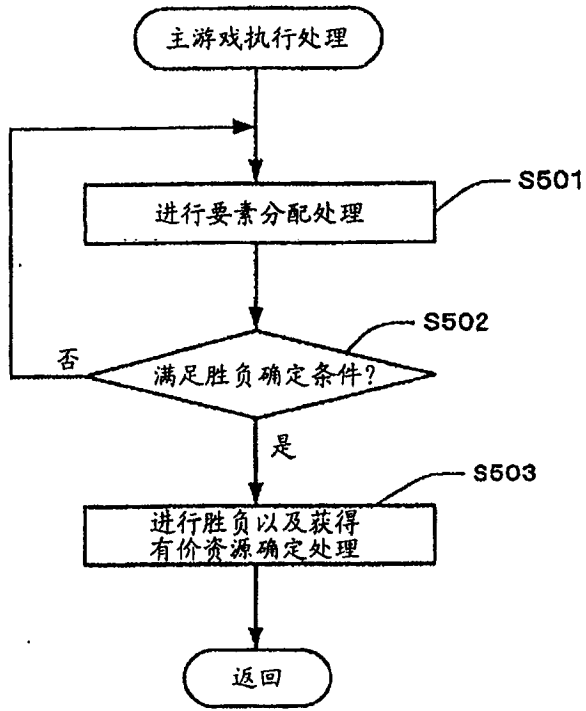 主游戏执行处理
S501
进行要素分配处理
S502
满足胜负确定条件？
否
是
S503
进行胜负以及获得
有价资源确定处理
返回